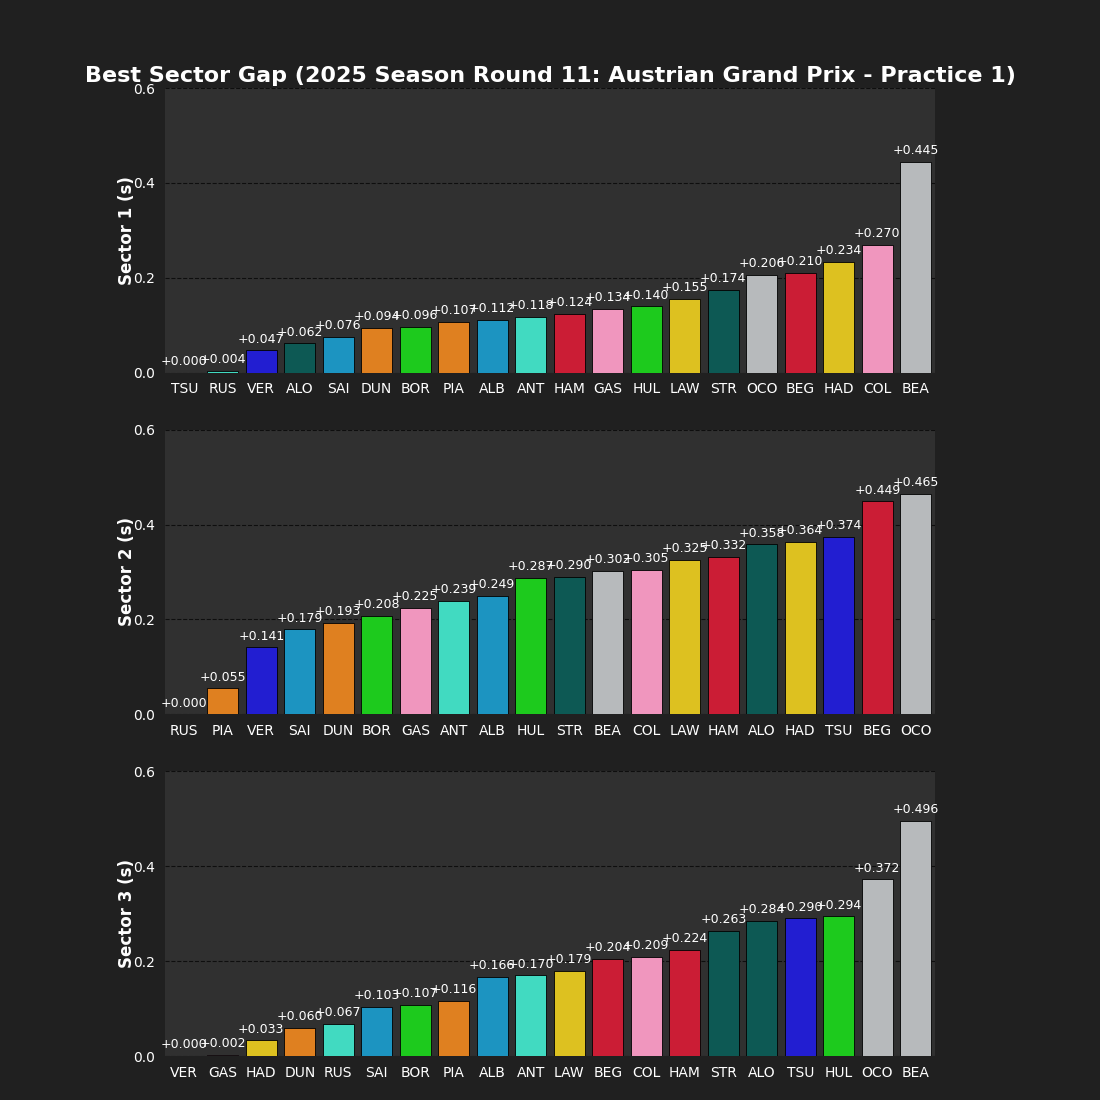 Best Sector Gap (2025 Season Round 11: Austrian Grand Prix - Practice 1)
Sector 1 (s)
0.6
0.4
0.2
0.0
+0.000 +0.004 +0.047 +0.062 +0.076 +0.094 +0.096 +0.107 +0.112 +0.118 +0.124 +0.134 +0.140 +0.155 +0.174 +0.206 +0.210 +0.234 +0.270 +0.445
TSU RUS VER ALO SAI DUN BOR PIA ALB ANT HAM GAS HUL LAW STR OCO BEG HAD COL BEA
Sector 2 (s)
0.6
0.4
0.2
0.0
+0.000 +0.055 +0.141 +0.179 +0.193 +0.208 +0.225 +0.239 +0.249 +0.287 +0.290 +0.302 +0.305 +0.325 +0.332 +0.358 +0.364 +0.374 +0.449 +0.465
RUS PIA VER SAI DUN BOR GAS ANT ALB HUL STR BEA COL LAW HAM ALO HAD TSU BEG OCO
Sector 3 (s)
0.6
0.4
0.2
0.0
+0.000 +0.002 +0.033 +0.060 +0.067 +0.103 +0.107 +0.116 +0.166 +0.170 +0.179 +0.204 +0.209 +0.224 +0.263 +0.284 +0.290 +0.294 +0.372 +0.496
VER GAS HAD DUN RUS SAI BOR PIA ALB ANT LAW BEG COL HAM STR ALO TSU HUL OCO BEA